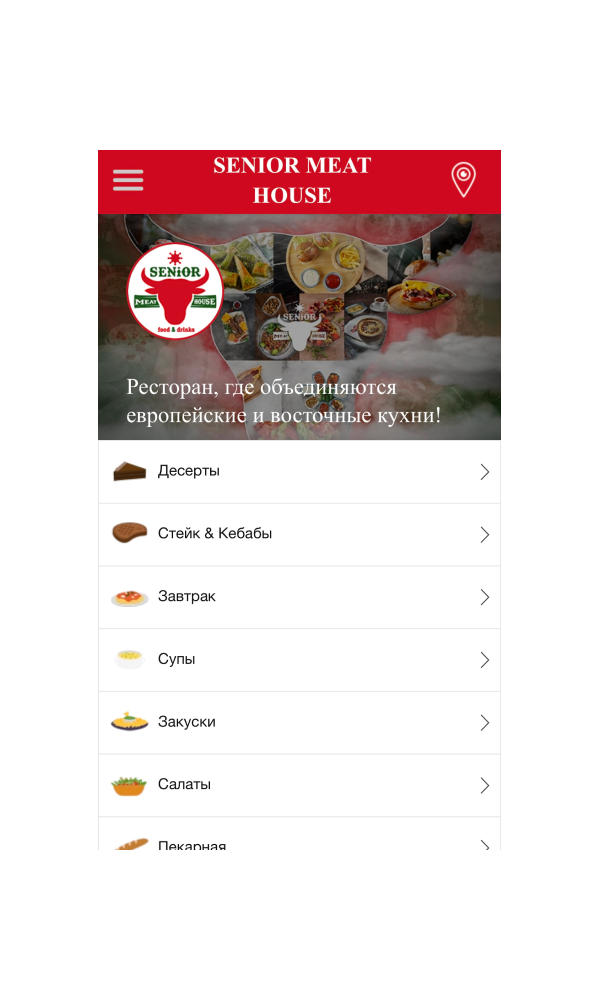 SENIOR MEAT
HOUSE
SENiOR
MEAT HOUSE
food & drinks
SENiOR
Ресторан, где объединяются
европейские и восточные кухни!
Десерты
Стейк & Кебабы
Завтрак
Супы
Закуски
Салаты
Пекарная